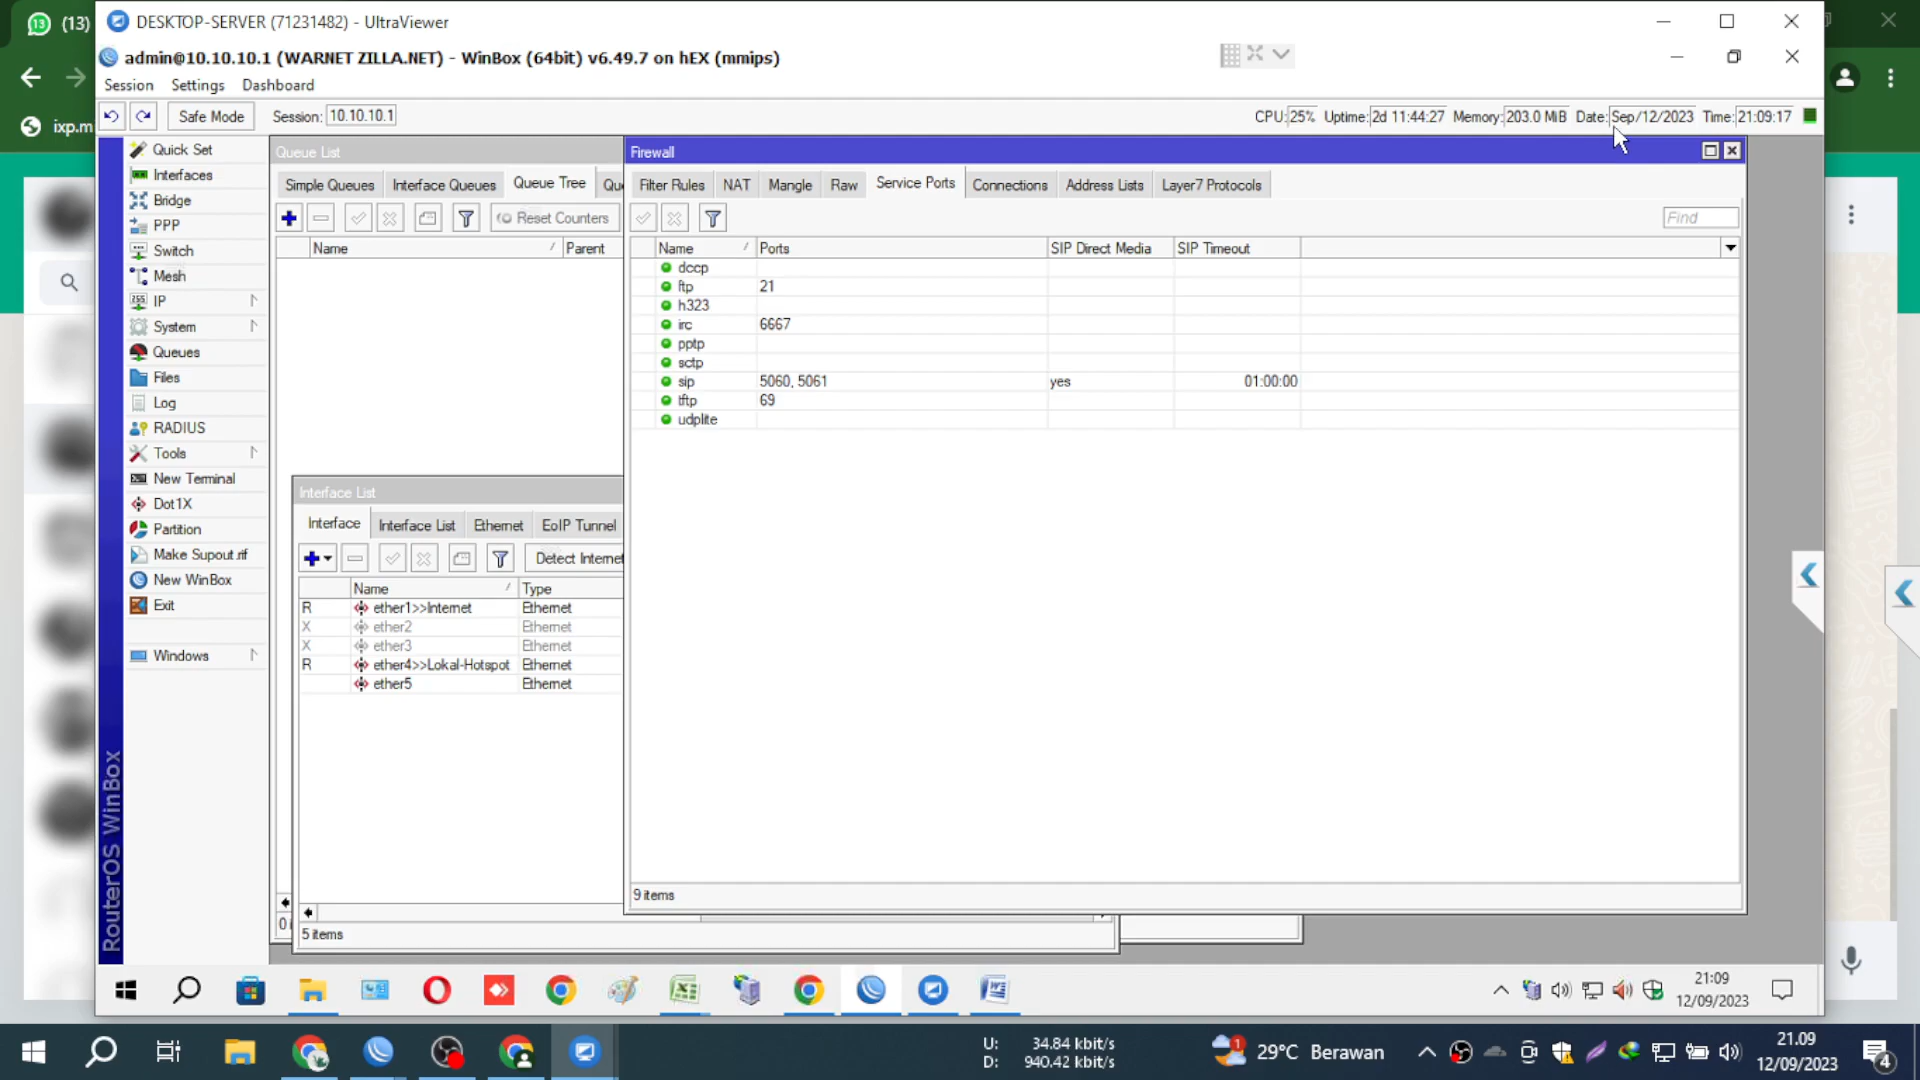 (13) DESKTOP-SERVER (71231482) - UltraViewer
admin@10.10.10.1 (WARNET ZILLA.NET) - WinBox (64bit) v6.49.7 on hEX (mmips)
Session Settings Dashboard
Safe Mode Session: 10.10.10.1 CPU: 25% Uptime: 2d 11:44:27 Memory: 203.0 MiB Date: Sep/12/2023 Time: 21:09:17
ixp.m
Quick Set
Interfaces
Bridge
PPP
Switch
Mesh
IP
System
Queues
Files
Log
RADIUS
Tools
New Terminal
Dot1X
Partition
Make Supout.rif
New WinBox
Exit
Windows
RouterOS WinBox
Queue List
Simple Queues Interface Queues Queue Tree Qu
Reset Counters
Name Parent
Interface List
Interface Interface List Ethernet EoIP Tunnel
Detect Internet
Name Type
R ether1>>Internet Ethernet
X ether2 Ethernet
X ether3 Ethernet
R ether4>>Lokal-Hotspot Ethernet
ether5 Ethernet
5 items
Firewall
Filter Rules NAT Mangle Raw Service Ports Connections Address Lists Layer7 Protocols
Find
Name Ports SIP Direct Media SIP Timeout
dccp
ftp 21
h323
irc 6667
pptp
sctp
sip 5060, 5061 yes 01:00:00
tftp 69
udplite
9 items
21:09
12/09/2023
U: 34.84 kbit/s
D: 940.42 kbit/s
1
29°C Berawan
21.09
12/09/2023
4